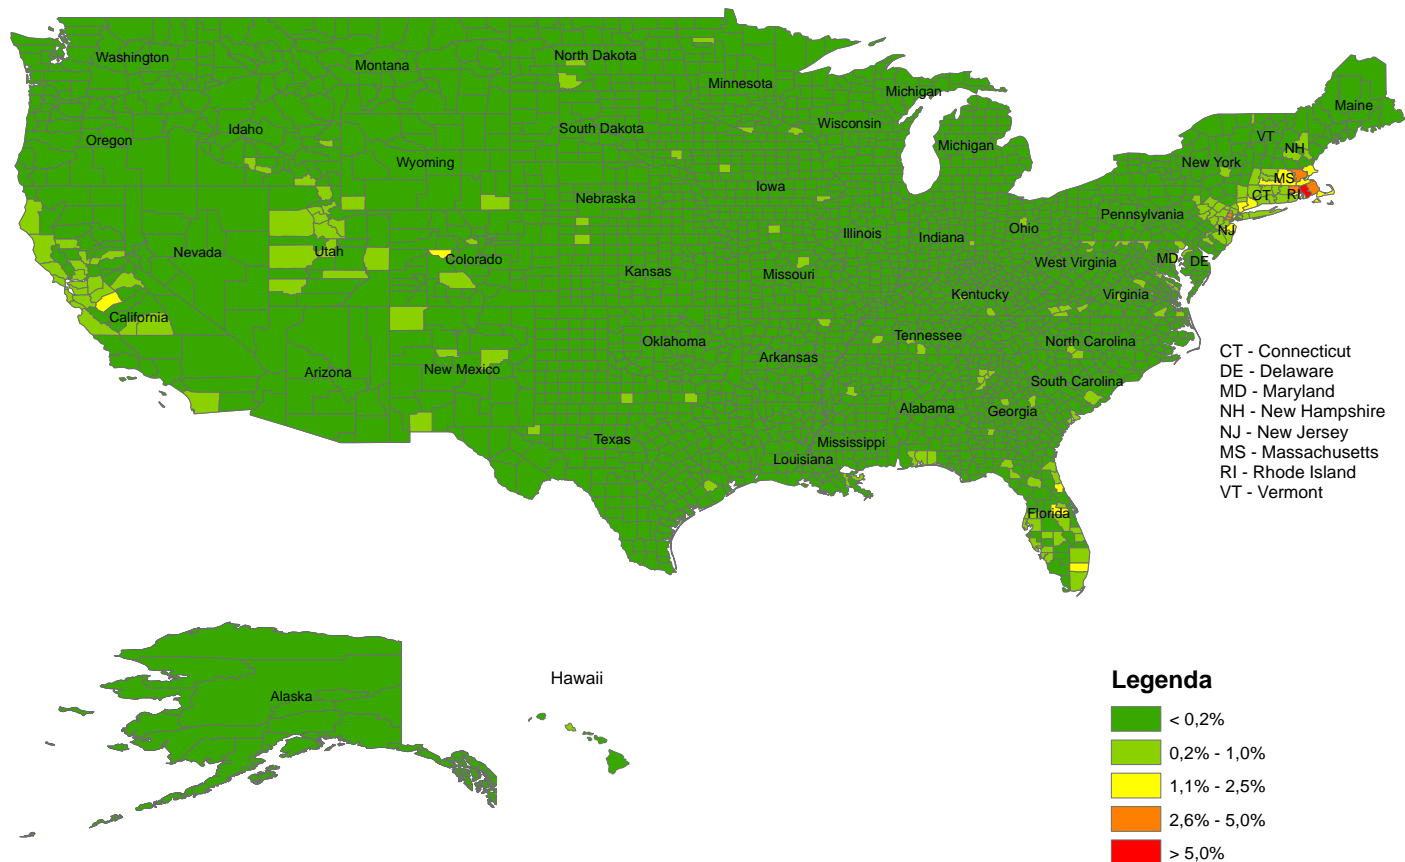 Washington
Montana
North Dakota
Minnesota
Michigan
Maine
Oregon
Idaho
South Dakota
Wisconsin
Michigan
VT
NH
Wyoming
New York
MS
Nebraska
Iowa
CT
RI
Pennsylvania
Nevada
Utah
Colorado
Illinois
Indiana
Ohio
NJ
Kansas
Missouri
West Virginia
MD
DE
California
Kentucky
Virginia
Oklahoma
Tennessee
North Carolina
Arizona
New Mexico
Arkansas
South Carolina
Alabama
Georgia
Texas
Mississippi
Louisiana
Florida
CT - Connecticut
DE - Delaware
MD - Maryland
NH - New Hampshire
NJ - New Jersey
MS - Massachusetts
RI - Rhode Island
VT - Vermont
Alaska
Hawaii
Legenda
< 0,2%
0,2% - 1,0%
1,1% - 2,5%
2,6% - 5,0%
> 5,0%